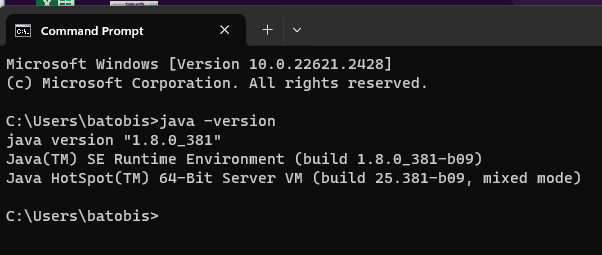 Command Prompt
Microsoft Windows [Version 10.0.22621.2428]
(c) Microsoft Corporation. All rights reserved.
C:\Users\batobis>java -version
java version "1.8.0_381"
Java(TM) SE Runtime Environment (build 1.8.0_381-b09)
Java HotSpot(TM) 64-Bit Server VM (build 25.381-b09, mixed mode)
C:\Users\batobis>